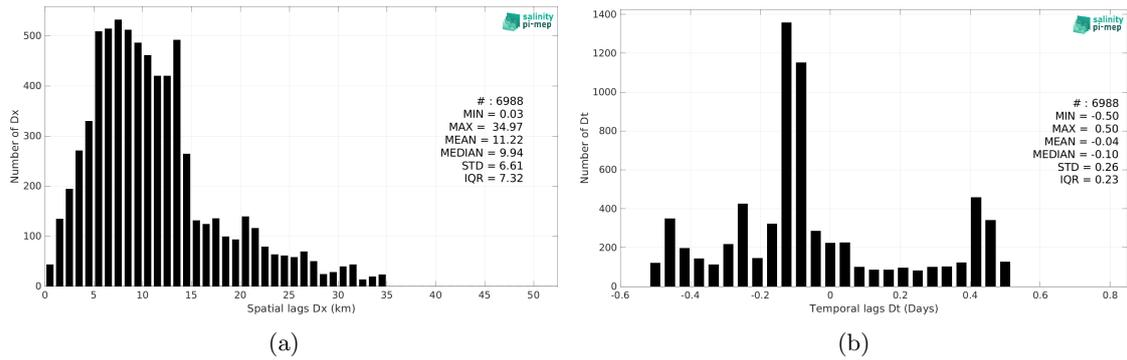 salinity
pi-mep
500
400
300
200
100
0
Number of Dx
# : 6988
MIN = 0.03
MAX = 34.97
MEAN = 11.22
MEDIAN = 9.94
STD = 6.61
IQR = 7.32
0 5 10 15 20 25 30 35 40 45 50
Spatial lags Dx (km)
(a)
salinity
pi-mep
1400
1200
1000
800
600
400
200
0
Number of Dt
# : 6988
MIN = -0.50
MAX = 0.50
MEAN = -0.04
MEDIAN = -0.10
STD = 0.26
IQR = 0.23
-0.6 -0.4 -0.2 0 0.2 0.4 0.6 0.8
Temporal lags Dt (Days)
(b)